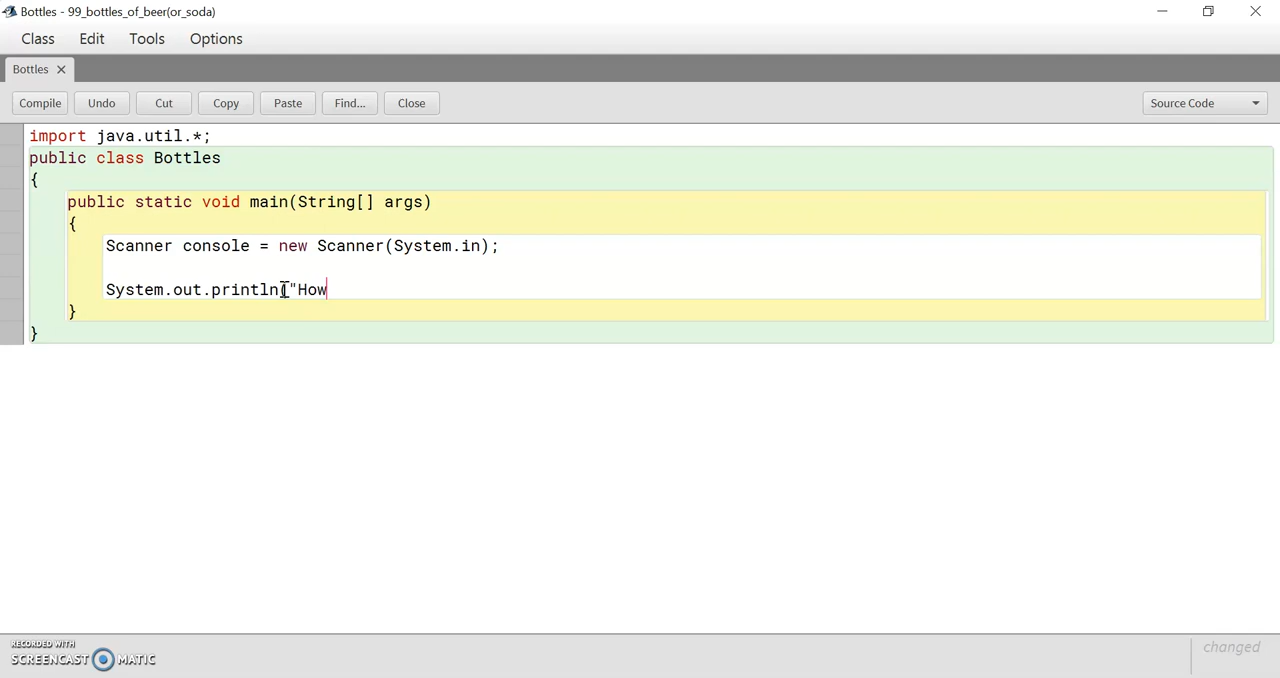 Bottles - 99_bottles_of_beer(or_soda)
Class Edit Tools Options
Bottles
Compile Undo Cut Copy Paste Find... Close Source Code
import java.util.*;
public class Bottles
{
public static void main(String[] args)
{
Scanner console = new Scanner(System.in);
System.out.println("How
}
}
RECORDED WITH
SCREENCAST MATIC
changed